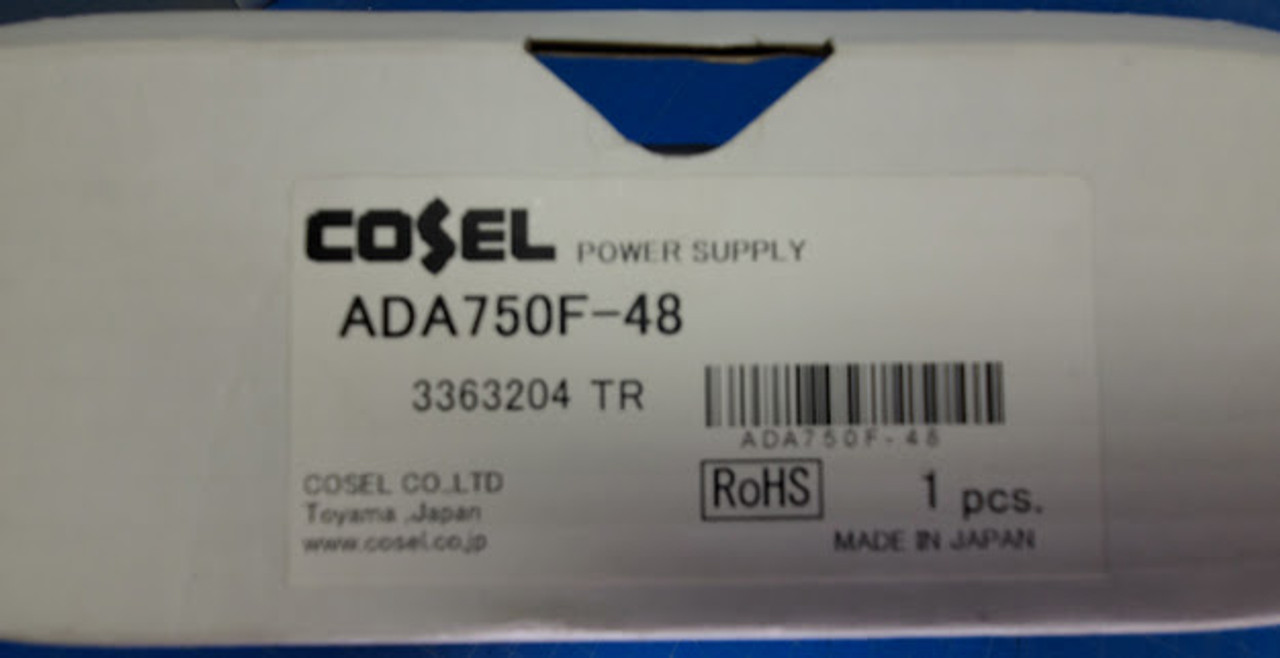 COSEL POWER SUPPLY
ADA750F-48
3363204 TR
ADA750F-48
COSEL CO.,LTD
Toyama ,Japan
www.cosel.co.jp
RoHS
1 pcs.
MADE IN JAPAN